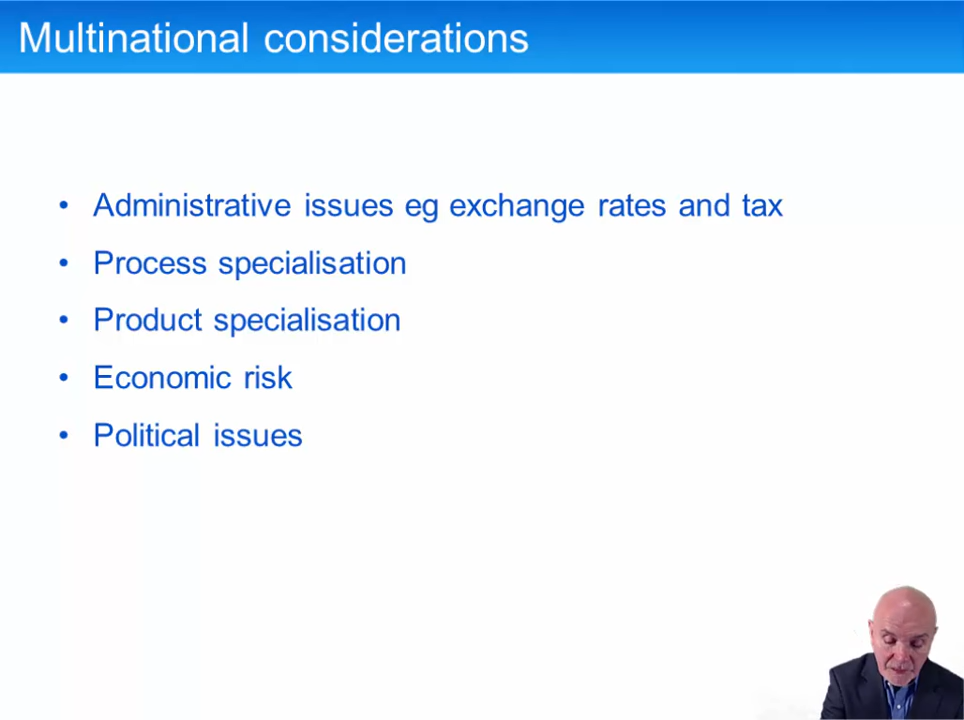 Multinational considerations
• Administrative issues eg exchange rates and tax
• Process specialisation
• Product specialisation
• Economic risk
• Political issues